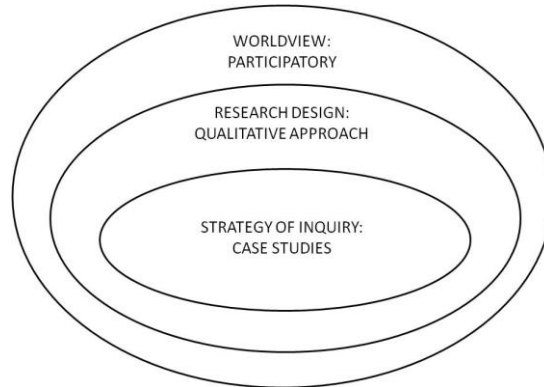 WORLDVIEW:
PARTICIPATORY
RESEARCH DESIGN:
QUALITATIVE APPROACH
STRATEGY OF INQUIRY:
CASE STUDIES